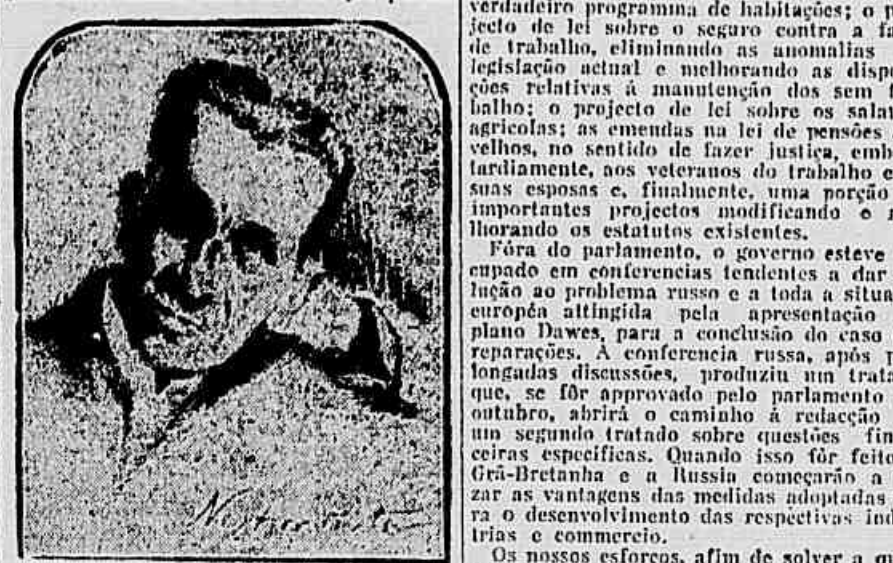 verdadeiro programma de habitações; o
jecto de lei sobre o seguro contra a
de trabalho, eliminando as anomalias
legislação actual e melhorando as
ções relativas á manutenção dos sem
balho; o projecto de lei sobre os
agricolas; as emendas na lei de pensões
velhos, no sentido de fazer justiça,
tardiamente, aos veteranos do trabalho e
suas esposas e, finalmente, uma porção
importantes projectos modificando e
lhorando os estatutos existentes.
Fóra do parlamento, o governo esteve
cupado em conferencias tendentes a dar
lução ao problema russo e a toda a
européa attingida pela apresentação
plano Dawes, para a conclusão do caso
reparações. A conferencia russa, após
longadas discussões, produziu um
que, se fôr approvado pelo parlamento
outubro, abrirá o caminho á redacção
um segundo tratado sobre questões
ceiras especificas. Quando isso fôr feito
Grã-Bretanha e a Russia começarão a
zar as vantagens das medidas adoptadas
ra o desenvolvimento das respectivas
trias e commercio.
Os nossos esforços, afim de solver a